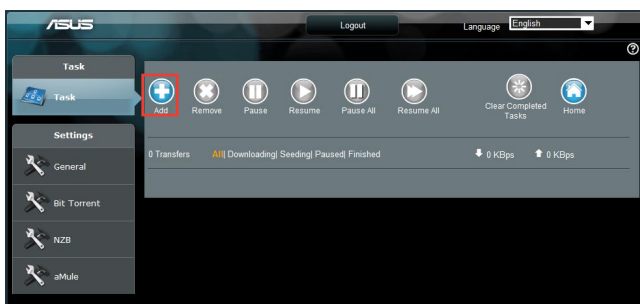 ASUS
Logout
Language English
?
Task
Task
Add Remove Pause Resume Pause All Resume All Clear Completed Tasks Home
Settings
0 Transfers All| Downloading| Seeding| Paused| Finished 0 KBps 0 KBps
General
Bit Torrent
NZB
aMule